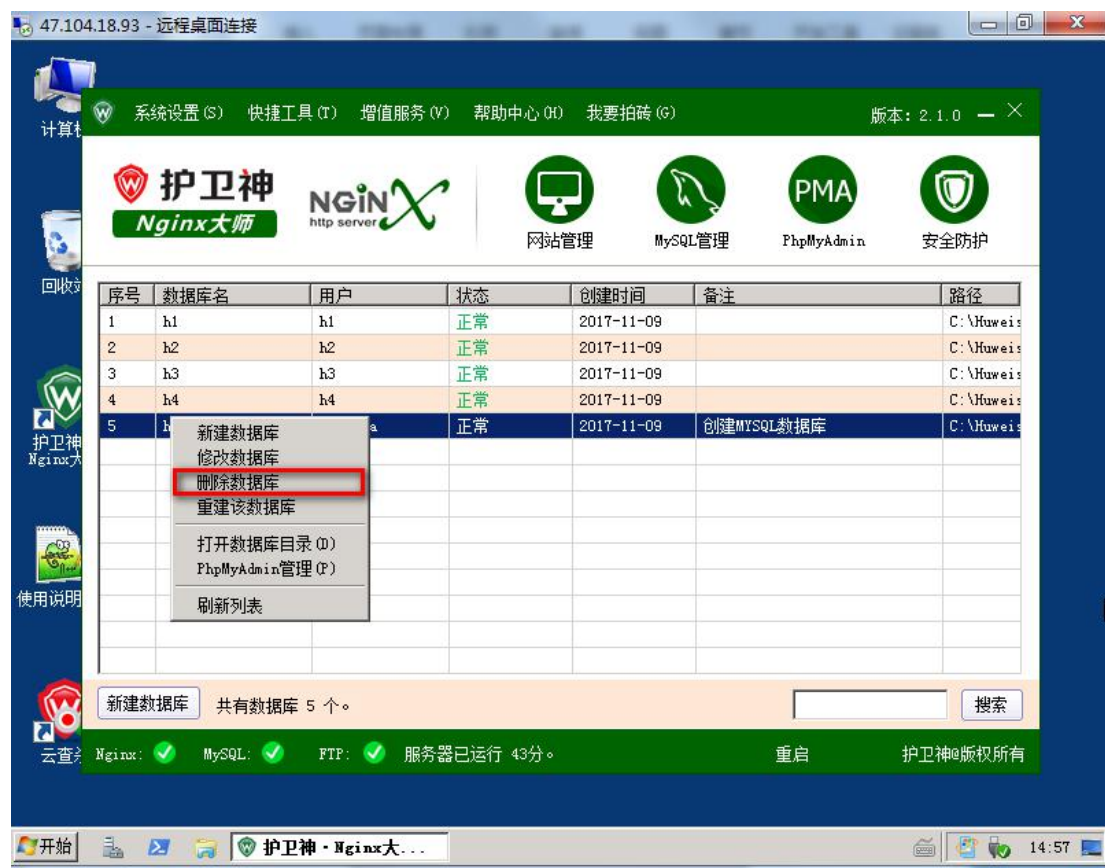 47.104.18.93 - 远程桌面连接
计算机
系统设置(S) 快捷工具(T) 增值服务(V) 帮助中心(H) 我要拍砖(G) 版本: 2.1.0
护卫神
Nginx大师
NGiNX
http server
网站管理 MySQL管理 PhpMyAdmin 安全防护
PMA
回收站
序号 数据库名 用户 状态 创建时间 备注 路径
1 h1 h1 正常 2017-11-09 C:\Huweis
2 h2 h2 正常 2017-11-09 C:\Huweis
3 h3 h3 正常 2017-11-09 C:\Huweis
4 h4 h4 正常 2017-11-09 C:\Huweis
5 正常 2017-11-09 创建MYSQL数据库 C:\Huweis
新建数据库
修改数据库
删除数据库
重建该数据库
打开数据库目录(D)
PhpMyAdmin管理(P)
刷新列表
护卫神
Nginx大
使用说明
新建数据库 共有数据库 5 个。 搜索
云查杀
Nginx: MySQL: FTP: 服务器已运行 43分。 重启 护卫神@版权所有
开始 护卫神·Nginx大... 14:57